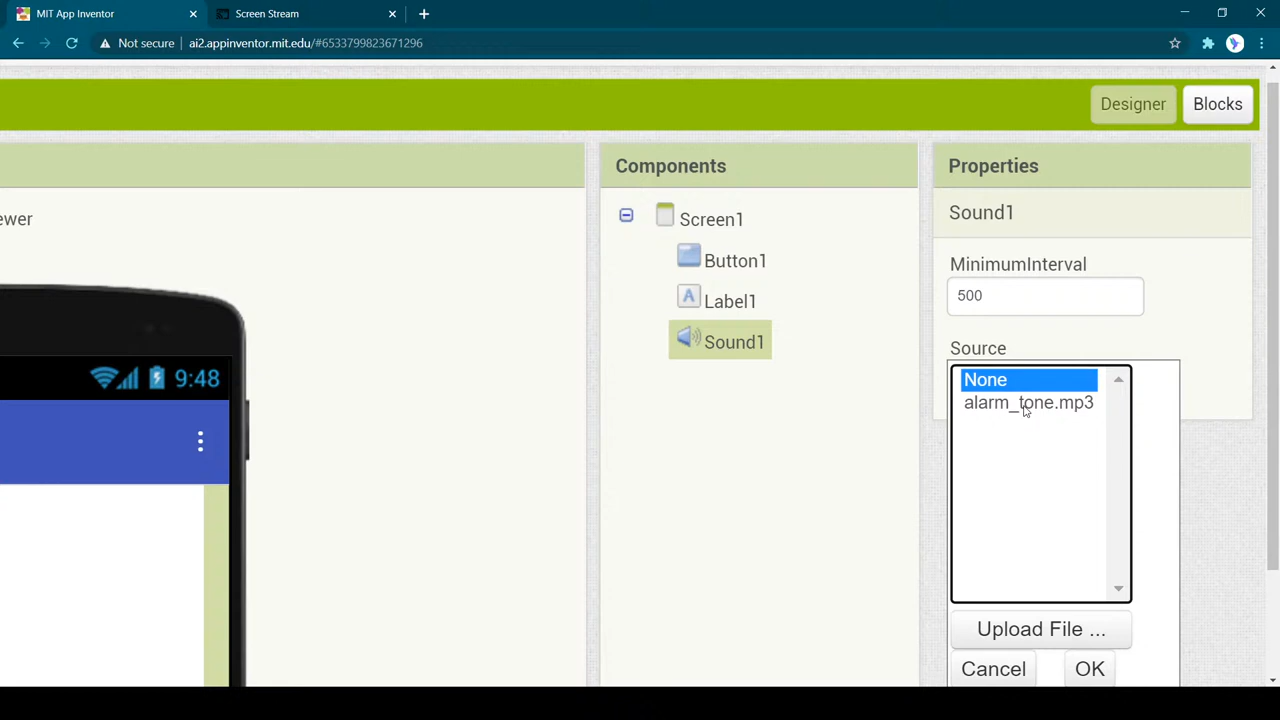 MIT App Inventor
Screen Stream
Not secure
ai2.appinventor.mit.edu/#6533799823671296
Designer
Blocks
ewer
Components
Properties
Screen1
Sound1
Button1
MinimumInterval
Label1
500
Sound1
Source
9:48
None
alarm_tone.mp3
Upload File ...
Cancel
OK